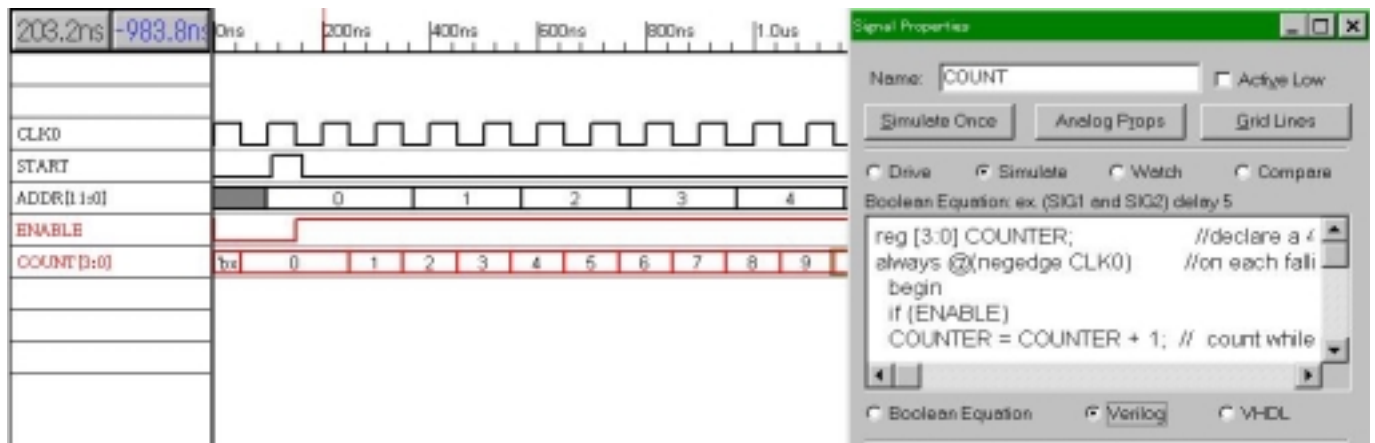 203.2ns -983.8ns 0ns 200ns 400ns 600ns 800ns 1.0us
CLK0
START
ADDR[11:0] 0 1 2 3 4
ENABLE
COUNT[3:0] 'bx 0 1 2 3 4 5 6 7 8 9
Signal Properties
Name: COUNT Active Low
Simulate Once Analog Props Grid Lines
Drive Simulate Watch Compare
Boolean Equation: ex. (SIG1 and SIG2) delay 5
reg [3:0] COUNTER; //declare a 4
always @(negedge CLK0) //on each falli
begin
if (ENABLE)
COUNTER = COUNTER + 1; // count while
Boolean Equation Verilog VHDL